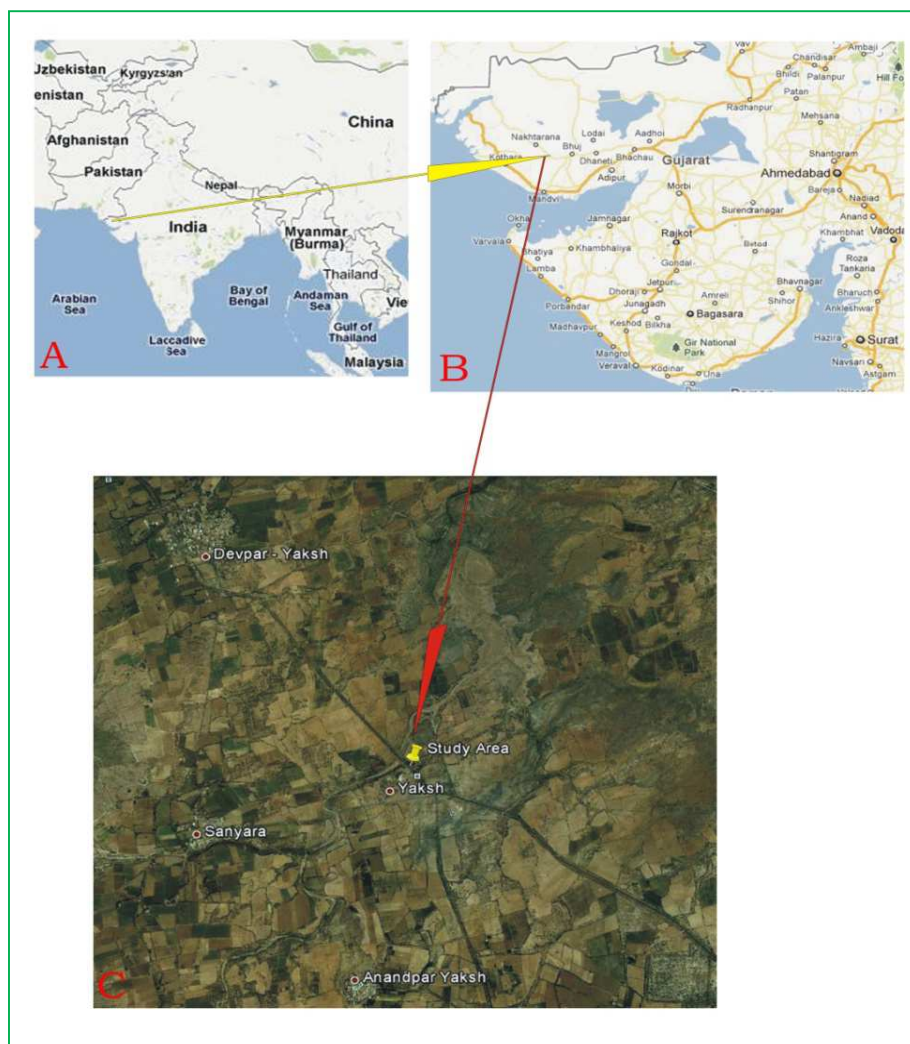 Uzbekistan
Kyrgyzstan
enistan
China
Afghanistan
Pakistan
Nepal
India
Myanmar
(Burma)
Thailand
Arabian
Sea
Bay of
Bengal
Andaman
Sea
Vie
Laccadive
Sea
Gulf of
Thailand
Malaysia
A
Vav
Ambaji
Chandisar
Bhildi
Palanpur
Hill Fo
Radhanpur
Patan
Mehsana
Nakhtarana
Lodai
Aadhoi
Bhuj
Kothara
Dhaneti
Bhachau
Gujarat
Shantigram
Adipur
Ahmedabad
Mandvi
Morbi
Bareja
Nadiad
Okha
Jamnagar
Surendranagar
Anand
Varvala
Khambhaliya
Rajkot
Khambhat
Vadoda
Bhatiya
Gondal
Roza
Tankaria
Lamba
Jetpur
Bhavnagar
Dhoraji
Amreli
Shihor
Bharuch
Porbandar
Junagadh
Ankleshwar
Madhavpur
Keshod
Bilkha
Bagasara
Hazira
Surat
Mangrol
Gir National
Park
Navsari
Veraval
Kodinar
Una
Astgam
B
Devpar - Yaksh
Study Area
Yaksh
Sanyara
Anandpar Yaksh
C